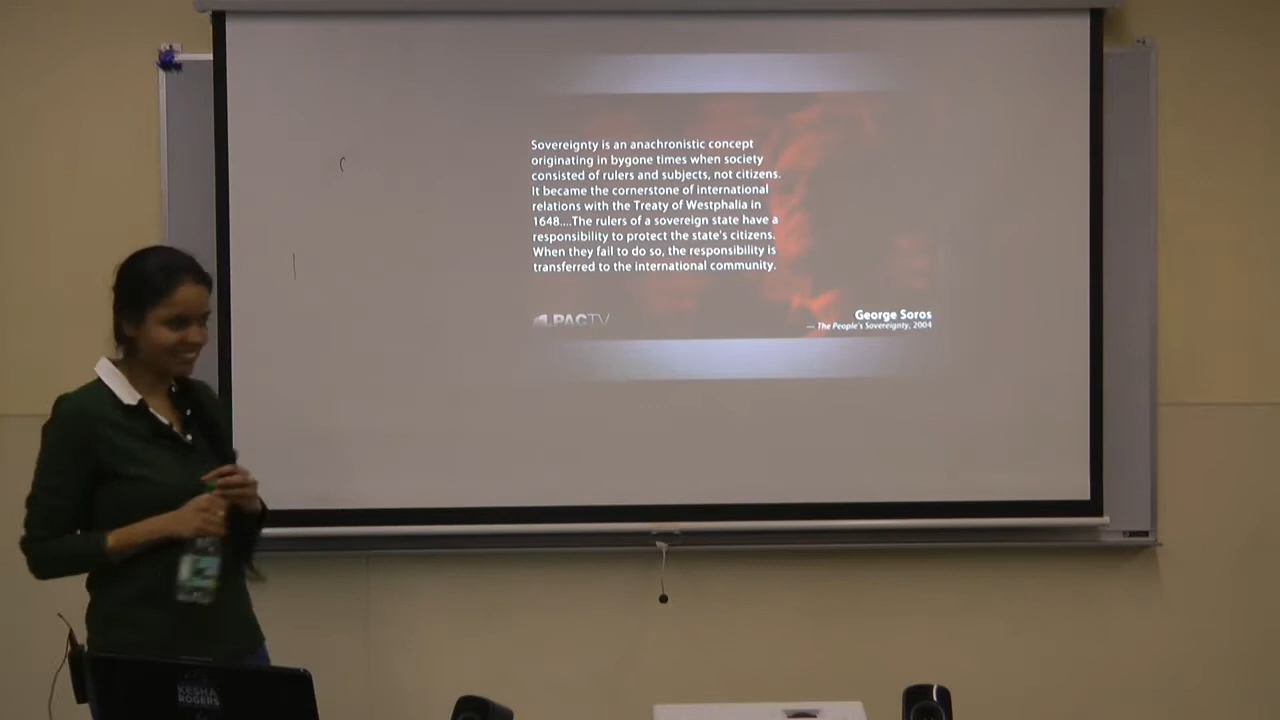 Sovereignty is an anachronistic concept
originating in bygone times when society
consisted of rulers and subjects, not citizens.
It became the cornerstone of international
relations with the Treaty of Westphalia in
1648....The rulers of a sovereign state have a
responsibility to protect the state's citizens.
When they fail to do so, the responsibility is
transferred to the international community.
LPACTV
George Soros
— The People's Sovereignty, 2004
KESHA
ROGERS